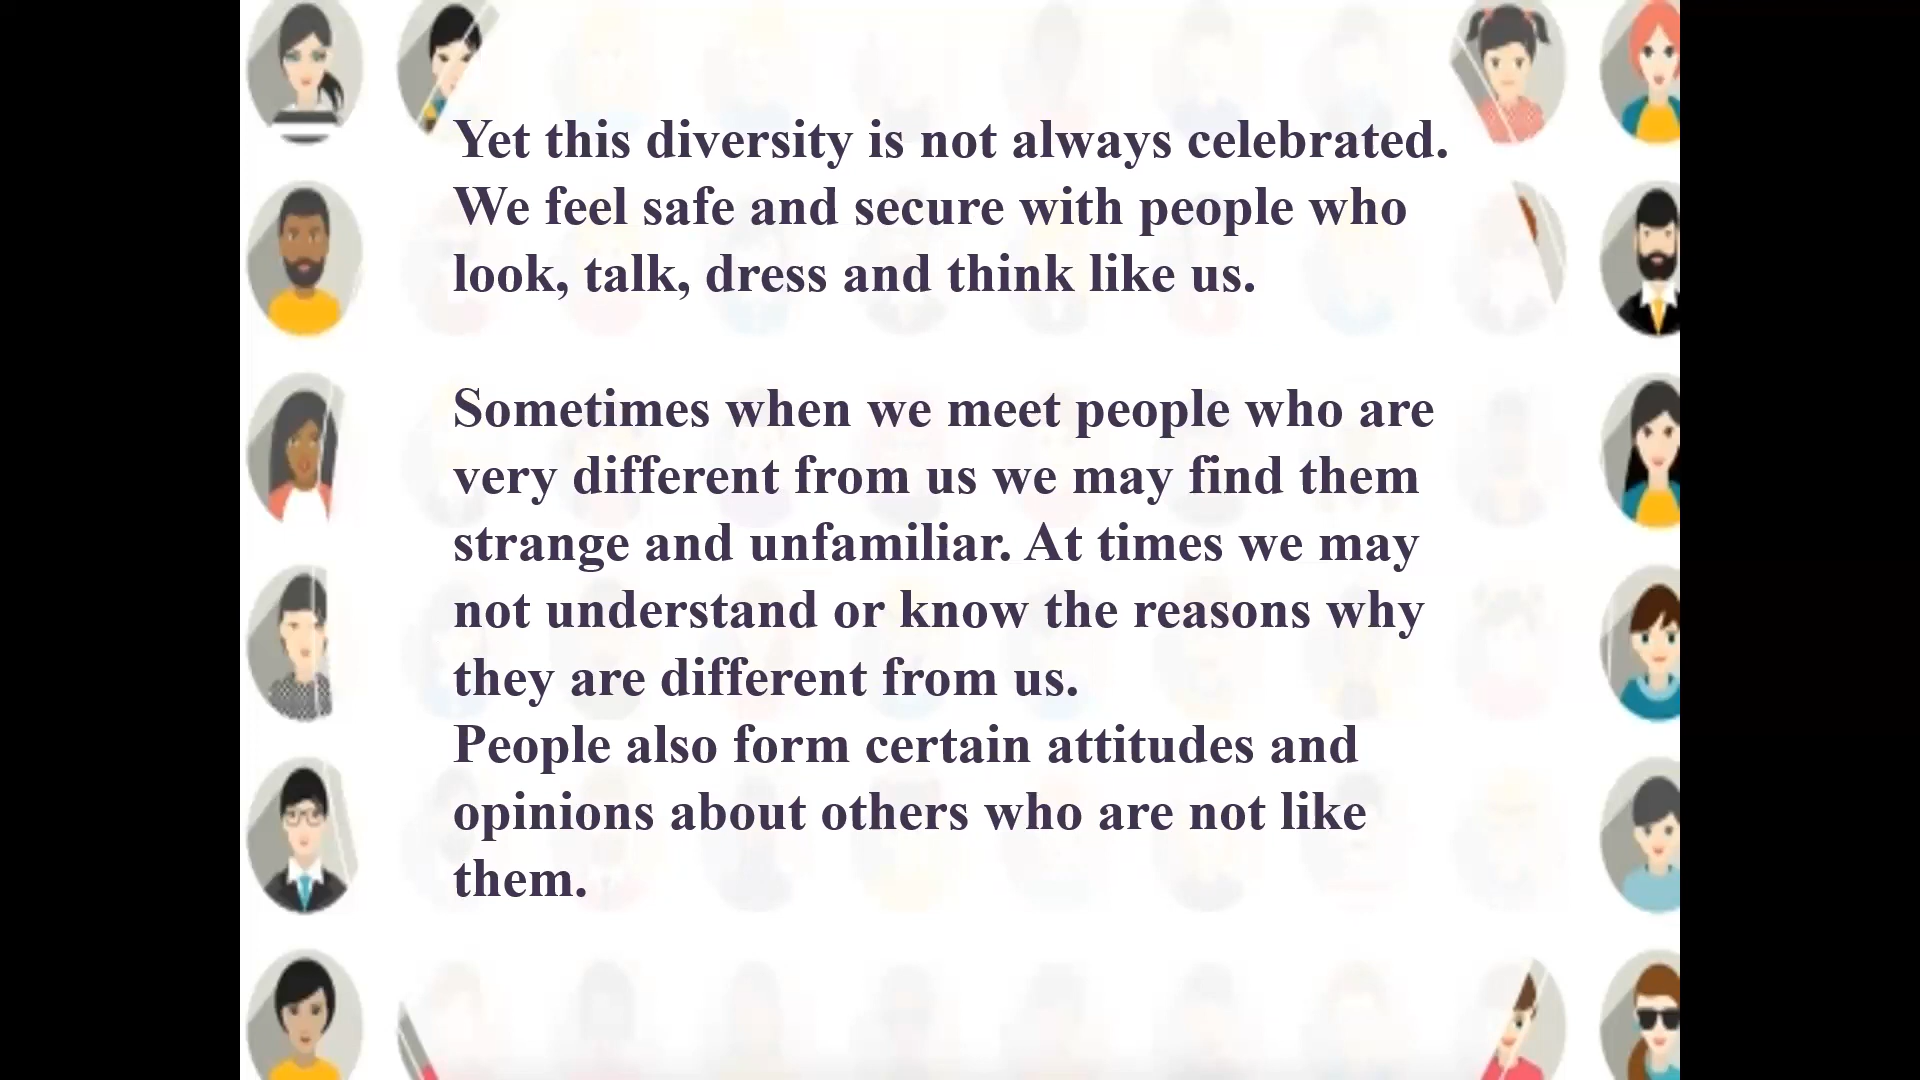 Yet this diversity is not always celebrated.
We feel safe and secure with people who
look, talk, dress and think like us.
Sometimes when we meet people who are
very different from us we may find them
strange and unfamiliar. At times we may
not understand or know the reasons why
they are different from us.
People also form certain attitudes and
opinions about others who are not like
them.